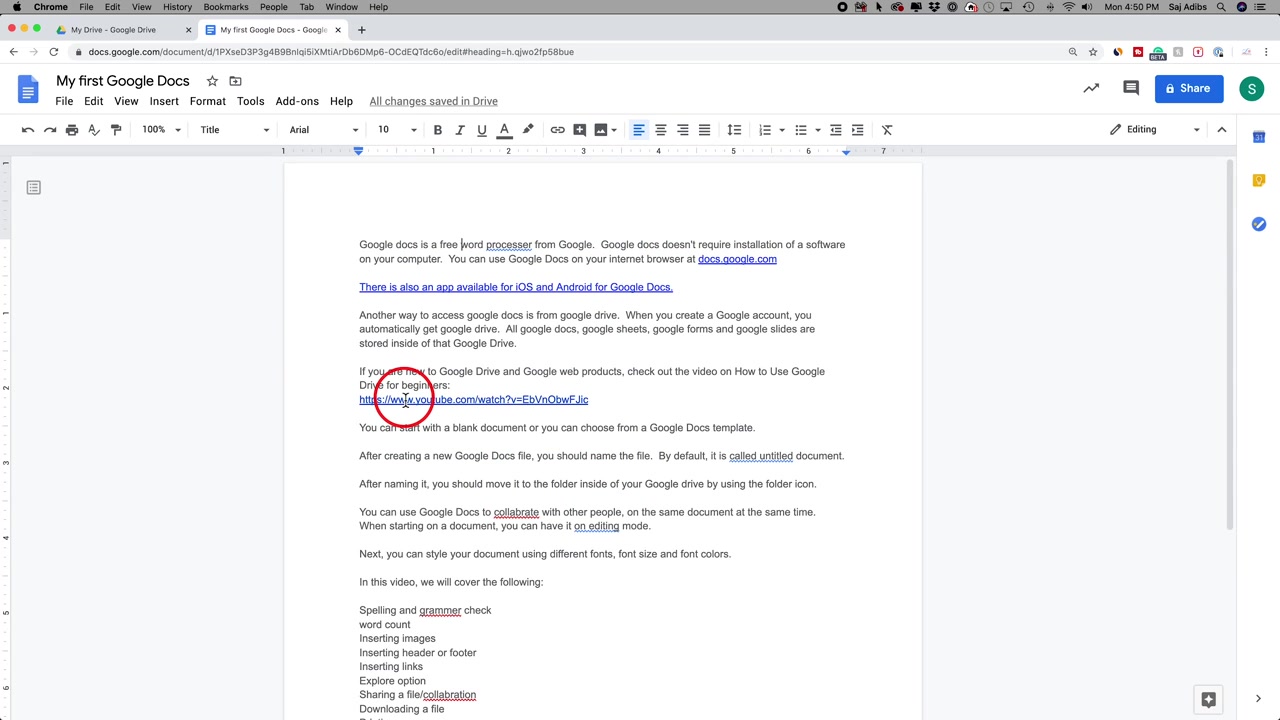 Chrome File Edit View History Bookmarks People Tab Window Help Mon 4:50 PM Saj Adibs
My Drive - Google Drive My first Google Docs - Google
docs.google.com/document/d/1PXseD3P3g4B9BnIqi5iXMtiArDb6DMp6-OCdEQTdc6o/edit#heading=h.qjwo2fp58bue
BETA
My first Google Docs
Share
S
File Edit View Insert Format Tools Add-ons Help All changes saved in Drive
100% Title Arial 10 B I U A Editing
1 1 2 3 4 5 6 7
31
Google docs is a free word processer from Google. Google docs doesn't require installation of a software
on your computer. You can use Google Docs on your internet browser at docs.google.com
There is also an app available for iOS and Android for Google Docs.
Another way to access google docs is from google drive. When you create a Google account, you
automatically get google drive. All google docs, google sheets, google forms and google slides are
stored inside of that Google Drive.
If you are new to Google Drive and Google web products, check out the video on How to Use Google
Drive for beginners:
https://www.youtube.com/watch?v=EbVnObwFJic
You can start with a blank document or you can choose from a Google Docs template.
After creating a new Google Docs file, you should name the file. By default, it is called untitled document.
After naming it, you should move it to the folder inside of your Google drive by using the folder icon.
You can use Google Docs to collabrate with other people, on the same document at the same time.
When starting on a document, you can have it on editing mode.
Next, you can style your document using different fonts, font size and font colors.
In this video, we will cover the following:
Spelling and grammer check
word count
Inserting images
Inserting header or footer
Inserting links
Explore option
Sharing a file/collabration
Downloading a file